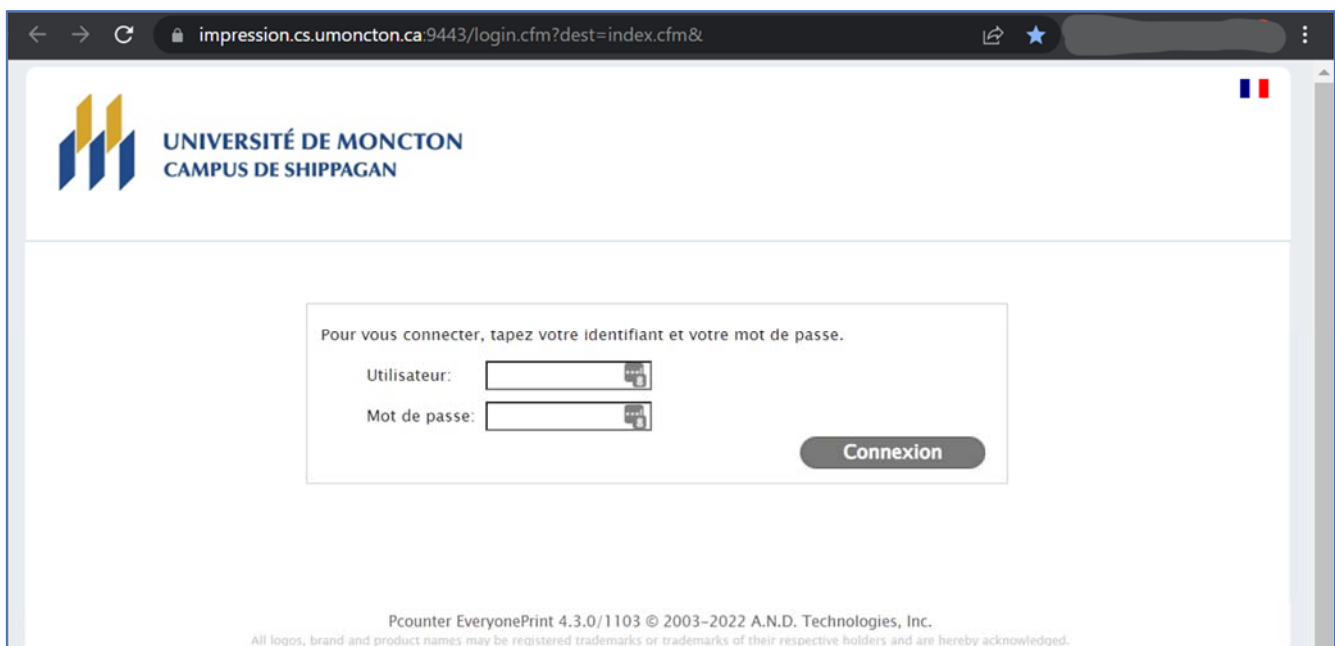 impression.cs.umoncton.ca:9443/login.cfm?dest=index.cfm&
UNIVERSITÉ DE MONCTON
CAMPUS DE SHIPPAGAN
Pour vous connecter, tapez votre identifiant et votre mot de passe.
Utilisateur:
Mot de passe:
Connexion
Pcounter EveryonePrint 4.3.0/1103 © 2003-2022 A.N.D. Technologies, Inc.
All logos, brand and product names may be registered trademarks or trademarks of their respective holders and are hereby acknowledged.